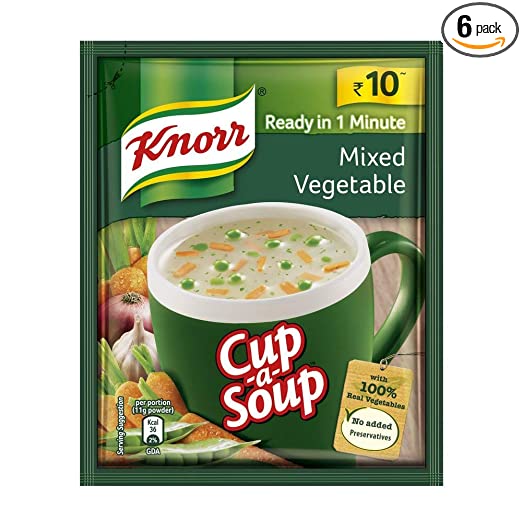 6 pack
Knorr®
₹10~
Ready in 1 Minute
Mixed
Vegetable
Cup
-a-
Soup
with
100%
Real Vegetables
No added
Preservatives
per portion
(11g powder)
Kcal
36
2%
GDA
Serving Suggestion